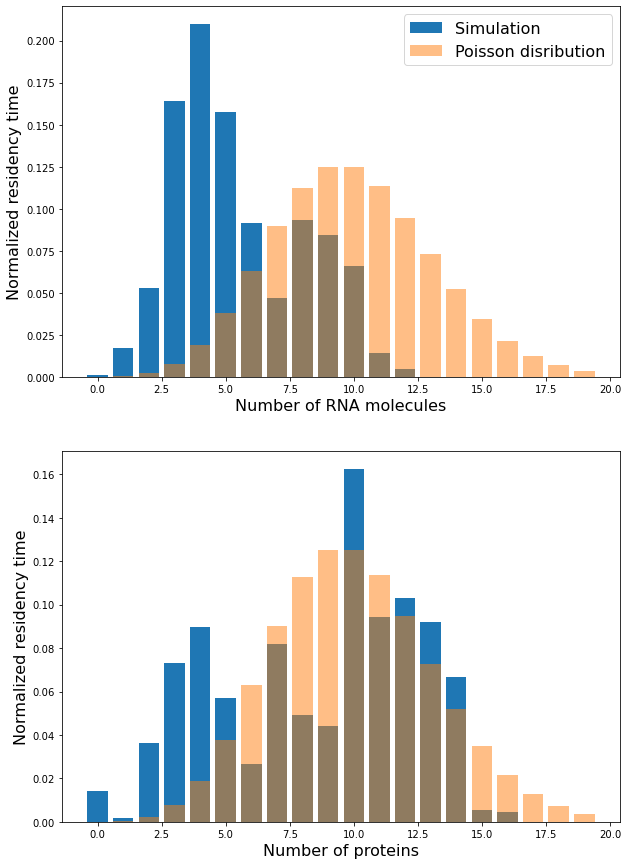 Simulation
Poisson disribution
Normalized residency time
0.200
0.175
0.150
0.125
0.100
0.075
0.050
0.025
0.000
0.0 2.5 5.0 7.5 10.0 12.5 15.0 17.5 20.0
Number of RNA molecules
Normalized residency time
0.16
0.14
0.12
0.10
0.08
0.06
0.04
0.02
0.00
0.0 2.5 5.0 7.5 10.0 12.5 15.0 17.5 20.0
Number of proteins